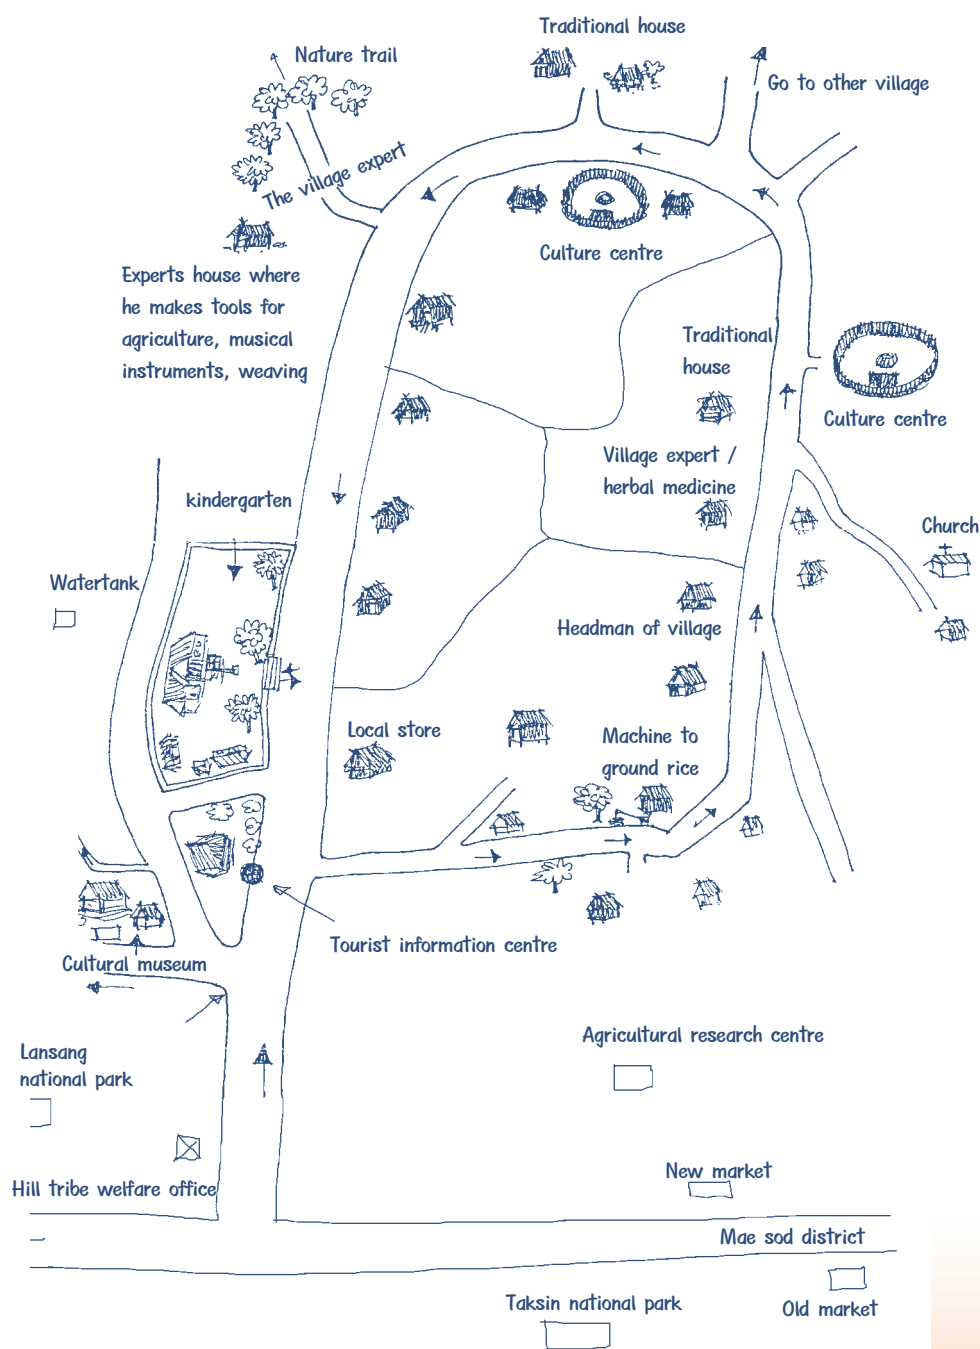 Traditional house
Nature trail
Go to other village
The village expert
Culture centre
Experts house where
he makes tools for
agriculture, musical
instruments, weaving
Traditional
house
Culture centre
Village expert /
herbal medicine
kindergarten
Church
Watertank
Headman of village
Local store
Machine to
ground rice
Tourist information centre
Cultural museum
Agricultural research centre
Lansang
national park
New market
Hill tribe welfare office
Mae sod district
Taksin national park
Old market